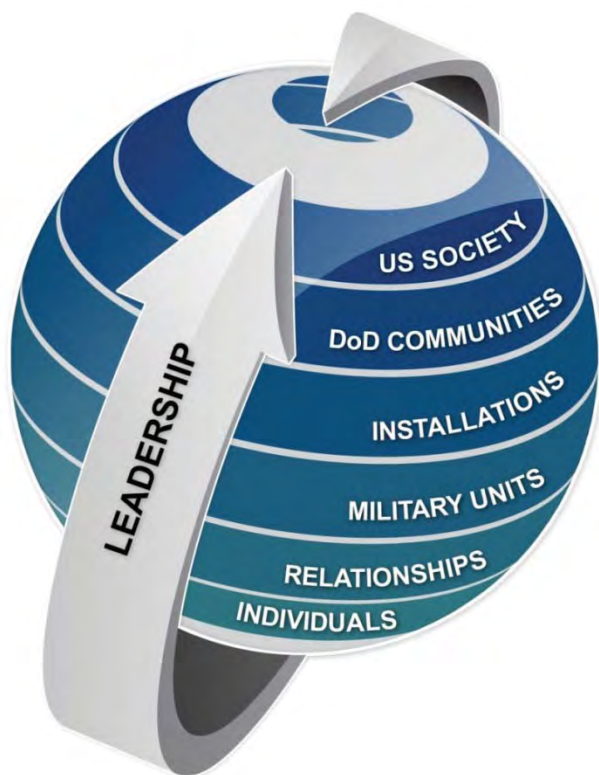 US SOCIETY
DoD COMMUNITIES
INSTALLATIONS
MILITARY UNITS
RELATIONSHIPS
INDIVIDUALS
LEADERSHIP